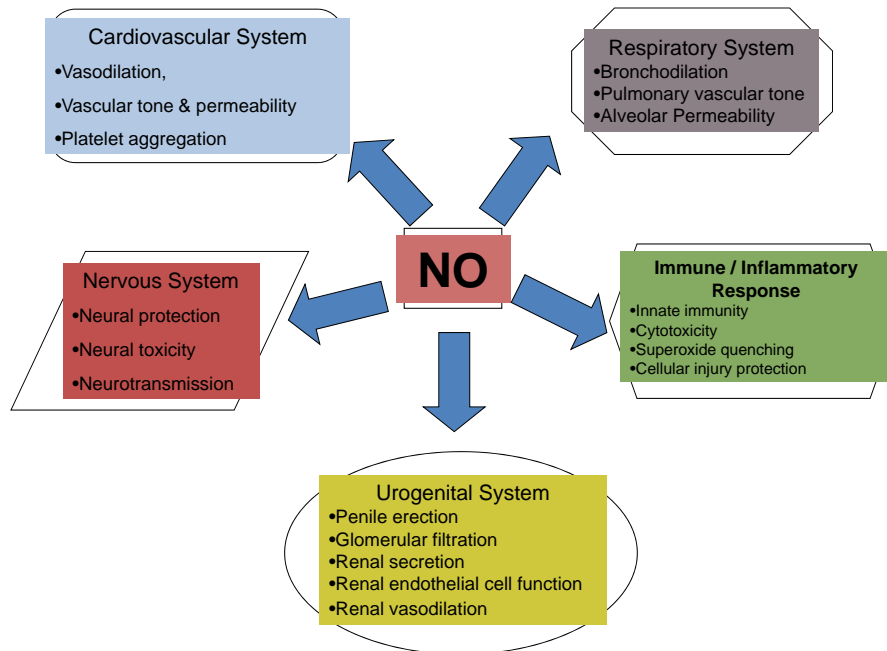 Cardiovascular System
•Vasodilation,
•Vascular tone & permeability
•Platelet aggregation
Respiratory System
•Bronchodilation
•Pulmonary vascular tone
•Alveolar Permeability
NO
Nervous System
•Neural protection
•Neural toxicity
•Neurotransmission
Immune / Inflammatory
Response
•Innate immunity
•Cytotoxicity
•Superoxide quenching
•Cellular injury protection
Urogenital System
•Penile erection
•Glomerular filtration
•Renal secretion
•Renal endothelial cell function
•Renal vasodilation